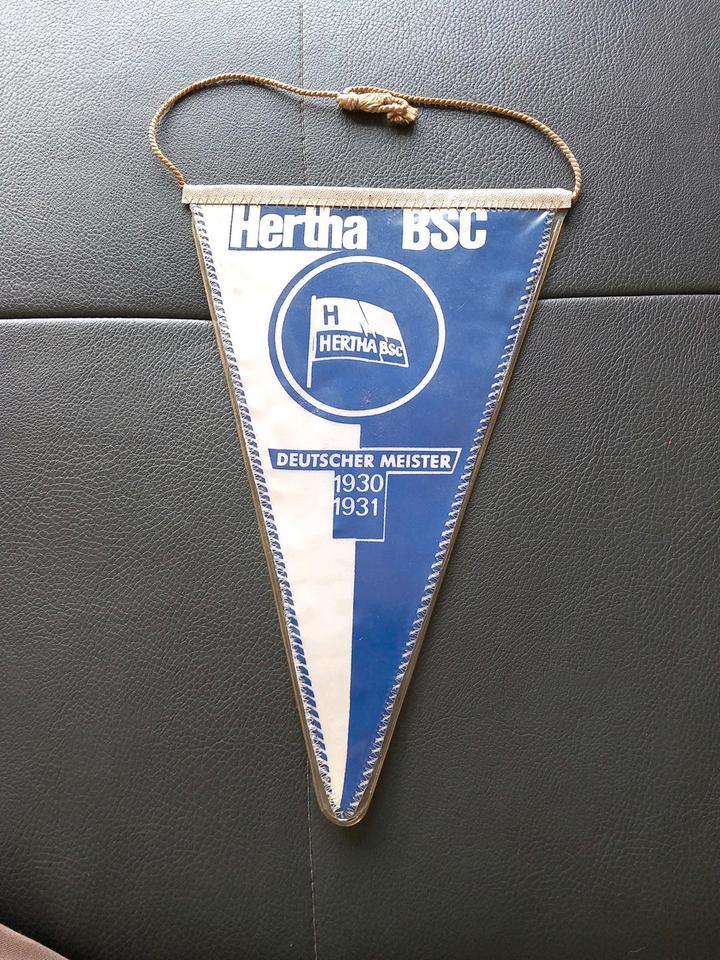 Hertha BSC
H
HERTHA BSC
DEUTSCHER MEISTER
1930
1931